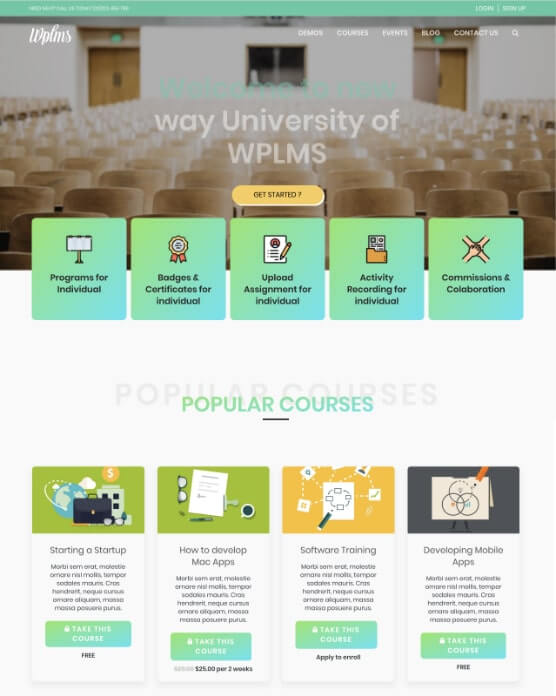 NEED HELP? CALL US TODAY
LOGIN | SIGN UP
Wplms
DEMOS COURSES EVENTS BLOG CONTACT US
Welcome to new
way University of
WPLMS
GET STARTED ?
Programs for
Individual
Badges &
Certificates for
individual
Upload
Assignment for
individual
Activity
Recording for
individual
Commissions &
Colaboration
POPULAR COURSES
POPULAR COURSES
Starting a Startup
Morbi sem erat, molestie
ornare nisl mollis, tempor
sodales mauris. Cras
hendrerit, neque cursus
ornare aliquam, massa
massa posuere purus.
TAKE THIS
COURSE
FREE
How to develop
Mac Apps
Morbi sem erat, molestie
ornare nisl mollis, tempor
sodales mauris. Cras
hendrerit, neque cursus
ornare aliquam, massa
massa posuere purus.
TAKE THIS
COURSE
$25.00 per 2 weeks
Software Training
Morbi sem erat, molestie
ornare nisl mollis, tempor
sodales mauris. Cras
hendrerit, neque cursus
ornare aliquam, massa
massa posuere purus.
TAKE THIS
COURSE
Apply to enroll
Developing Mobile
Apps
Morbi sem erat, molestie
ornare nisl mollis, tempor
sodales mauris. Cras
hendrerit, neque cursus
ornare aliquam, massa
massa posuere purus.
TAKE THIS
COURSE
FREE